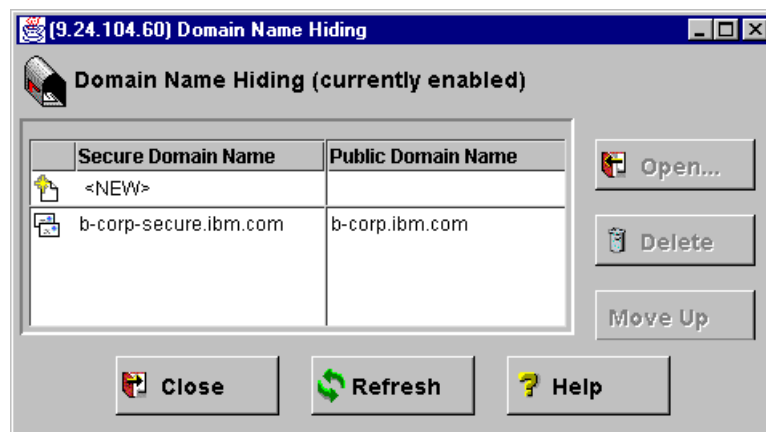 (9.24.104.60) Domain Name Hiding
Domain Name Hiding (currently enabled)
Secure Domain Name Public Domain Name
<NEW>
b-corp-secure.ibm.com b-corp.ibm.com
Open...
Delete
Move Up
Close Refresh ? Help